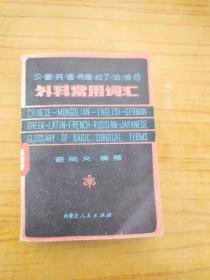 汉·蒙·英·德·希腊·拉丁·法·俄·日
外科常用词汇
CHINESE–MONGOLIAN–ENGLISH–GERMAN
GREEK–LATIN–FRENCH–RUSSIAN–JAPANESE
GLOSSARY OF BASIC SURGICAL TERMS
内蒙古人民出版社